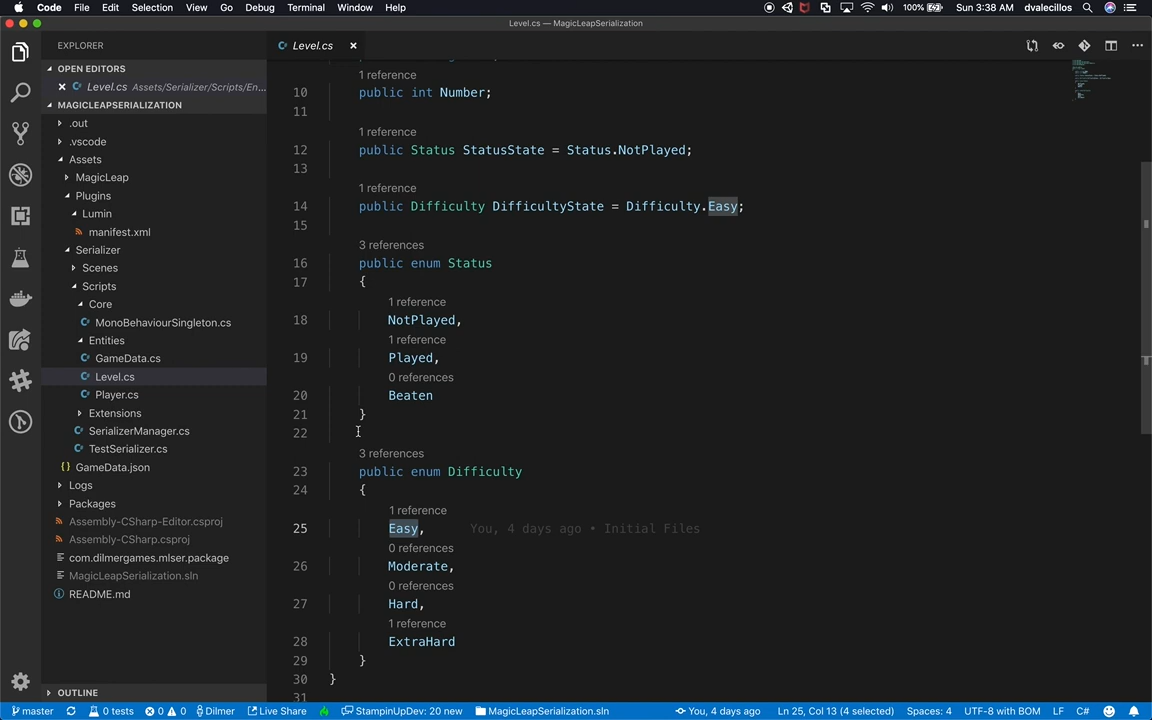 Code File Edit Selection View Go Debug Terminal Window Help 100% Sun 3:38 AM dvalecillos
Level.cs — MagicLeapSerialization
EXPLORER
OPEN EDITORS
Level.cs Assets/Serializer/Scripts/En...
MAGICLEAPSERIALIZATION
.out
.vscode
Assets
MagicLeap
Plugins
Lumin
manifest.xml
Serializer
Scenes
Scripts
Core
MonoBehaviourSingleton.cs
Entities
GameData.cs
Level.cs
Player.cs
Extensions
SerializerManager.cs
TestSerializer.cs
GameData.json
Logs
Packages
Assembly-CSharp-Editor.csproj
Assembly-CSharp.csproj
com.dilmergames.mlser.package
MagicLeapSerialization.sln
README.md
OUTLINE
Level.cs
1 reference
10 public int Number;
11
1 reference
12 public Status StatusState = Status.NotPlayed;
13
1 reference
14 public Difficulty DifficultyState = Difficulty.Easy;
15
3 references
16 public enum Status
17 {
1 reference
18 NotPlayed,
1 reference
19 Played,
0 references
20 Beaten
21 }
22
3 references
23 public enum Difficulty
24 {
1 reference
25 Easy, You, 4 days ago • Initial Files
0 references
26 Moderate,
0 references
27 Hard,
1 reference
28 ExtraHard
29 }
30 }
31
master 0 tests 0 0 Dilmer Live Share StampinUpDev: 20 new MagicLeapSerialization.sln You, 4 days ago Ln 25, Col 13 (4 selected) Spaces: 4 UTF-8 with BOM LF C#